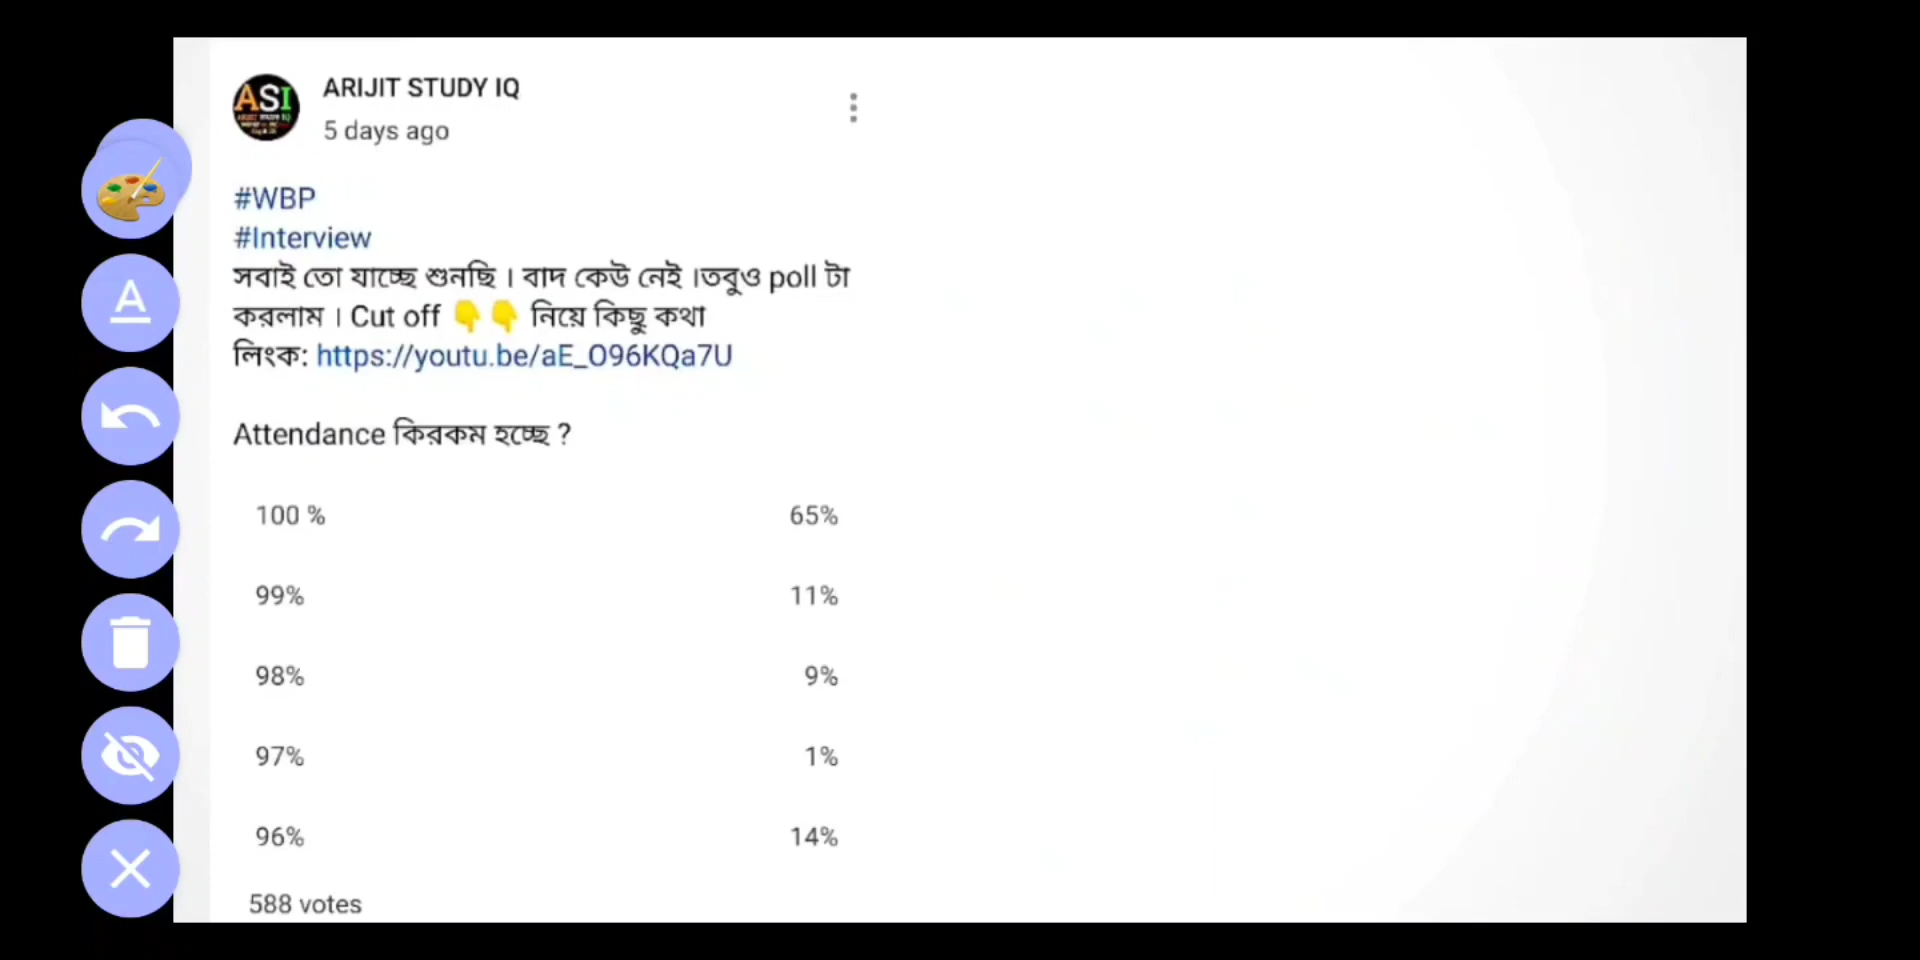 ASI
ARIJIT STUDY IQ
5 days ago
#WBP
#Interview
সবাই তো যাচ্ছে শুনছি । বাদ কেউ নেই ।তবুও poll টা
করলাম । Cut off 👇👇 নিয়ে কিছু কথা
লিংক: https://youtu.be/aE_O96KQa7U
Attendance কিরকম হচ্ছে ?
100 % 65%
99% 11%
98% 9%
97% 1%
96% 14%
588 votes
A